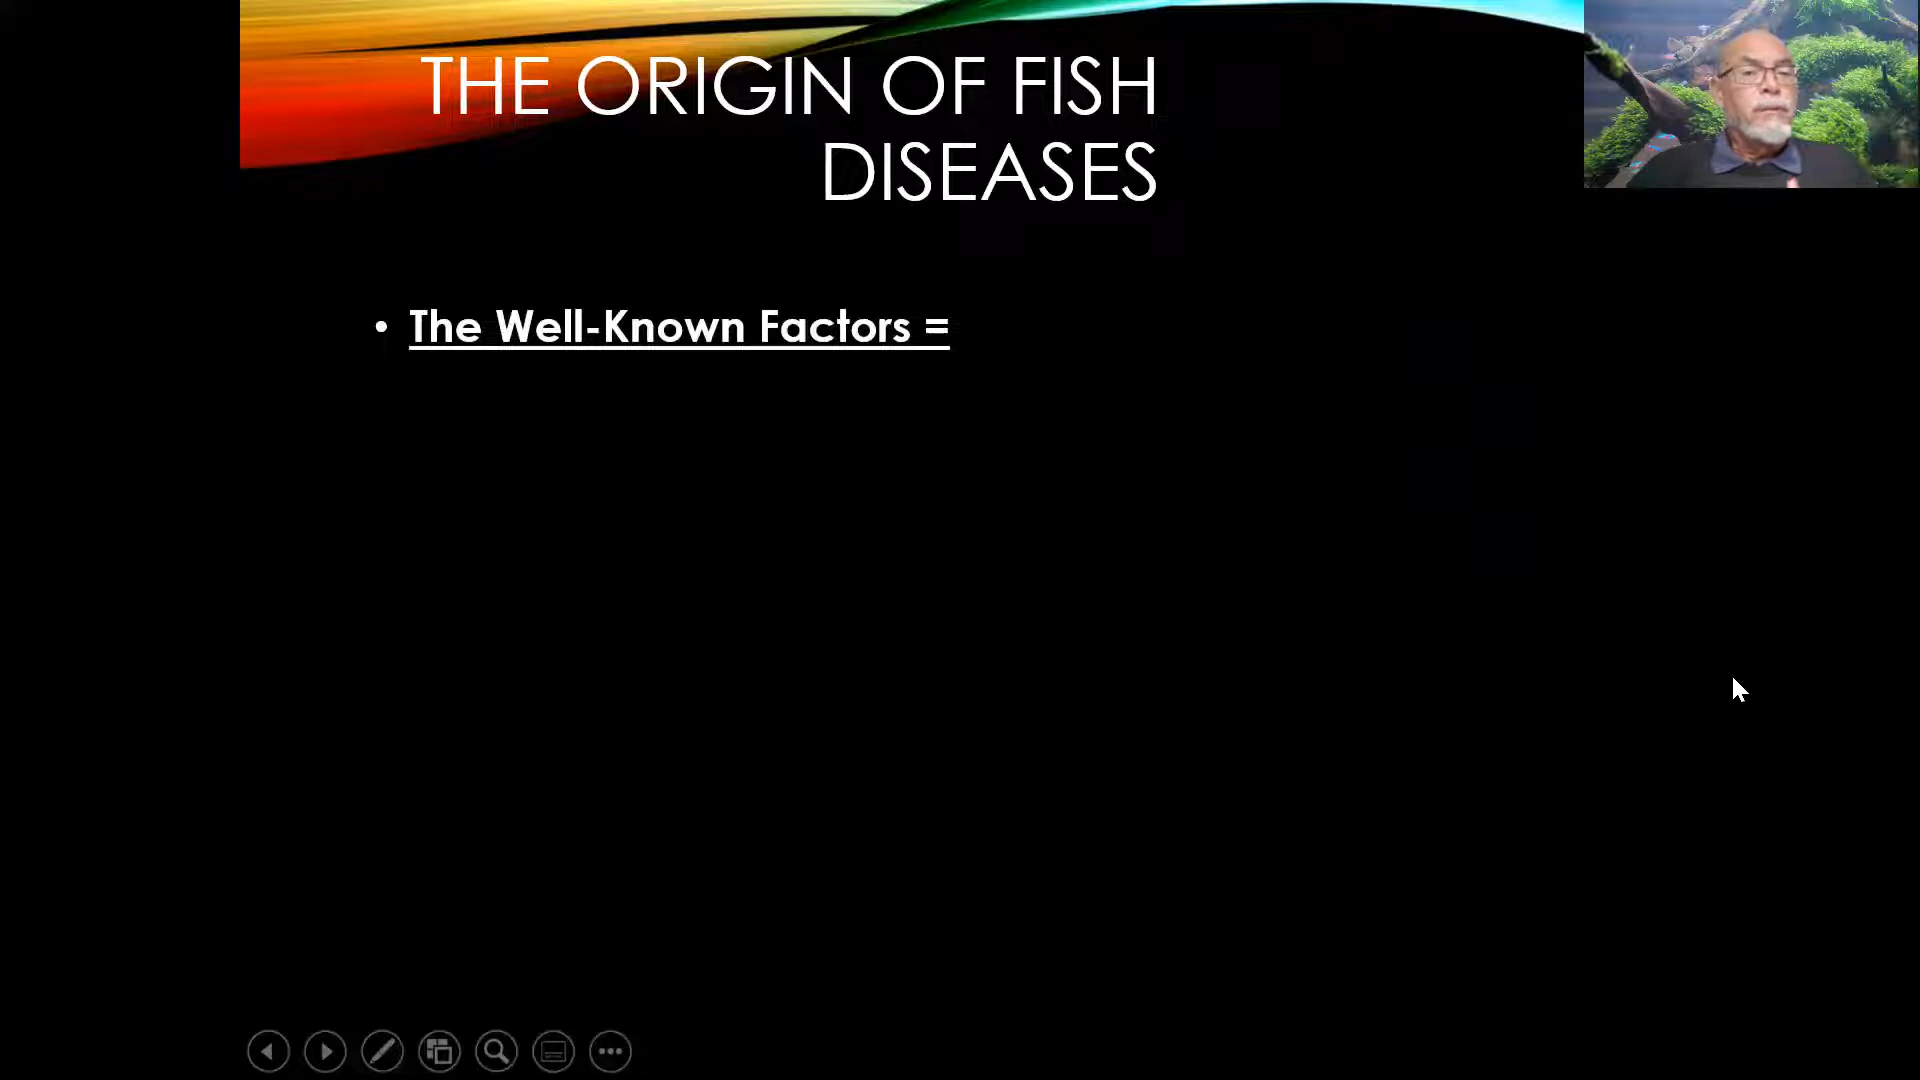 THE ORIGIN OF FISH
DISEASES
• The Well-Known Factors =